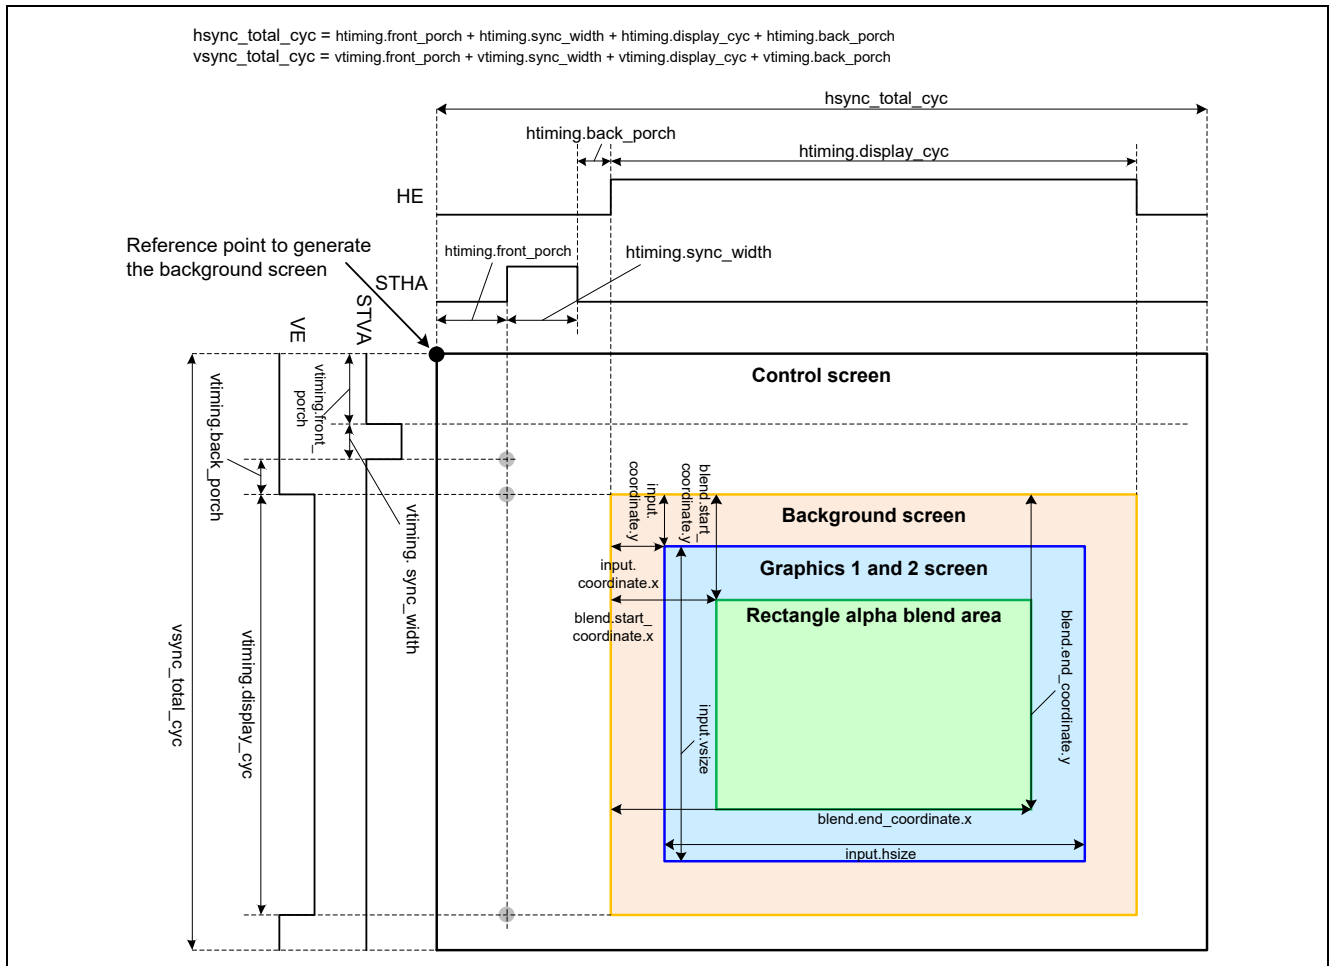 hsync_total_cyc = htiming.front_porch + htiming.sync_width + htiming.display_cyc + htiming.back_porch
vsync_total_cyc = vtiming.front_porch + vtiming.sync_width + vtiming.display_cyc + vtiming.back_porch
hsync_total_cyc
htiming.back_porch
htiming.display_cyc
HE
Reference point to generate
the background screen
htiming.front_porch
htiming.sync_width
STHA
STVA
VE
vtiming.front_
porch
vtiming.back_porch
vtiming. sync_width
vtiming.display_cyc
vsync_total_cyc
Control screen
input.
coordinate.y
blend.start_
coordinate.y
Background screen
input.
coordinate.x
Graphics 1 and 2 screen
blend.start_
coordinate.x
Rectangle alpha blend area
blend.end_coordinate.y
input.vsize
blend.end_coordinate.x
input.hsize